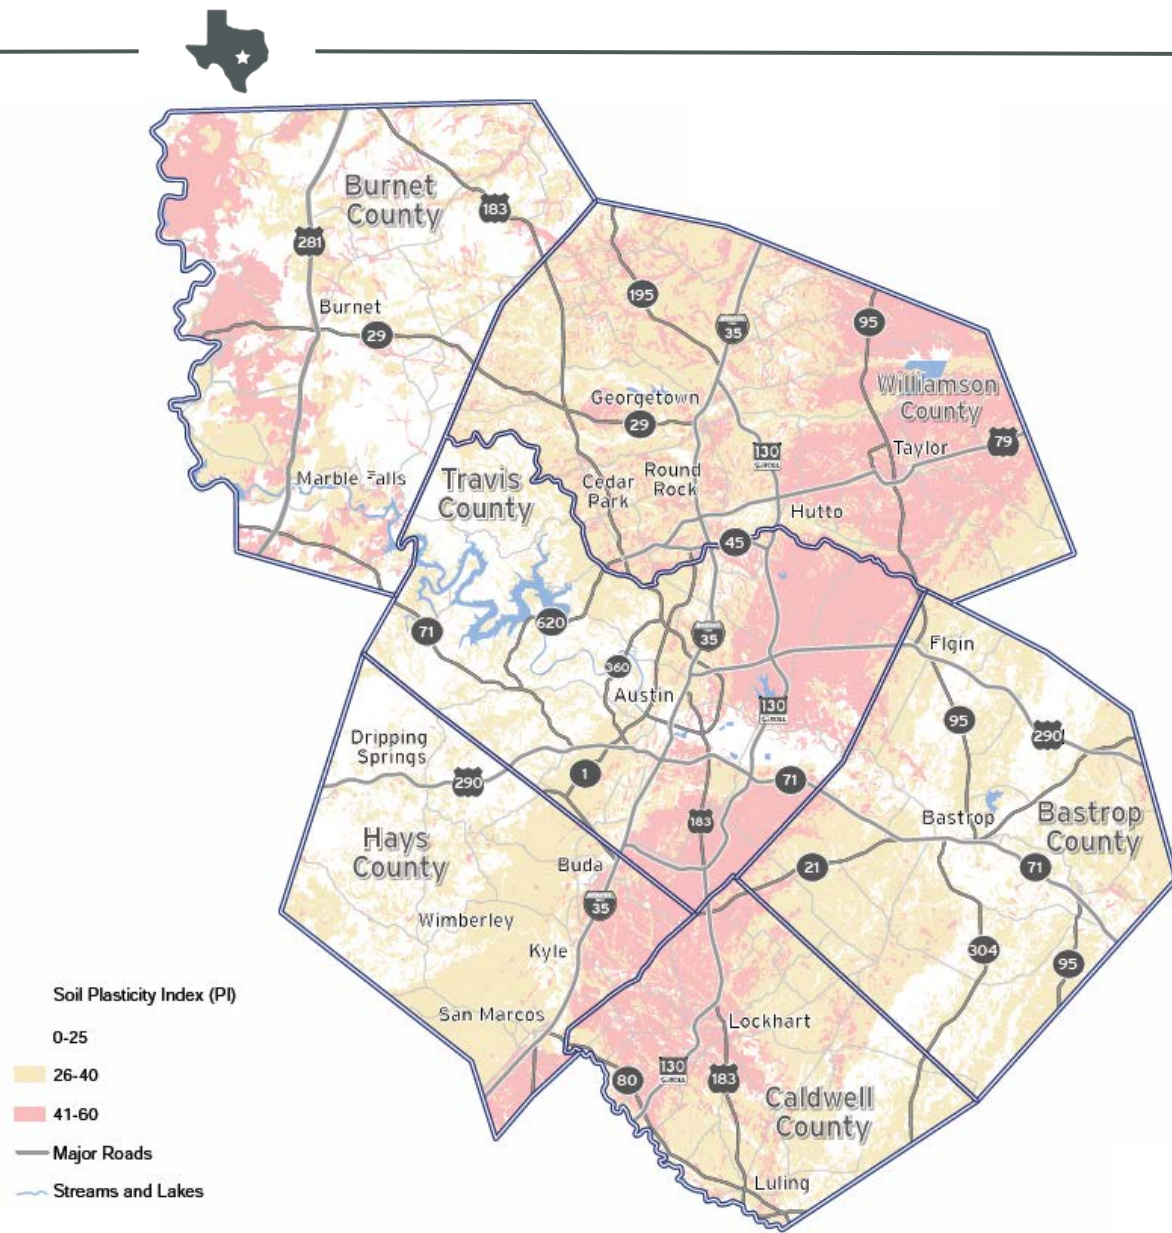 Burnet
County
183
281
195
Burnet
35
95
29
Williamson
County
Georgetown
29
79
Taylor
130
Round
Rock
Cedar
Park
Marble Falls
Travis
County
Hutto
45
620
71
35
Elgin
360
Austin
130
95
290
Dripping
Springs
290
1
71
183
Bastrop
Bastrop
County
Hays
County
Buda
21
71
35
Wimberley
Kyle
304
95
San Marcos
Lockhart
130
80
183
Caldwell
County
Luling
Soil Plasticity Index (PI)
0-25
26-40
41-60
Major Roads
Streams and Lakes